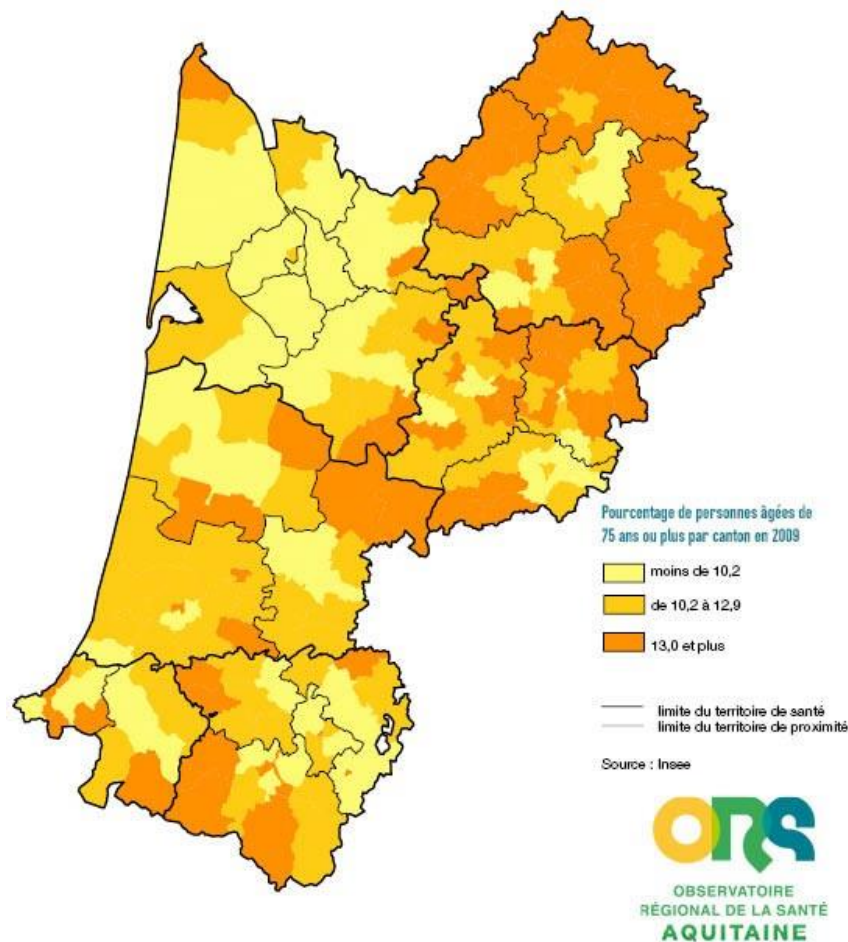 Pourcentage de personnes âgées de
75 ans ou plus par canton en 2009
moins de 10,2
de 10,2 à 12,9
13,0 et plus
limite du territoire de santé
limite du territoire de proximité
Source : Insee
ORS
OBSERVATOIRE
RÉGIONAL DE LA SANTÉ
AQUITAINE